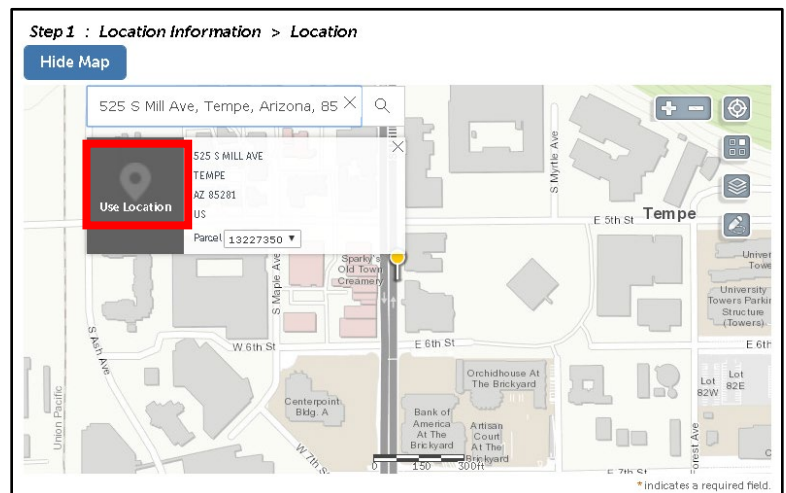 Step 1 : Location Information > Location
Hide Map
525 S Mill Ave, Tempe, Arizona, 85
Use Location
525 S MILL AVE
TEMPE
AZ 85281
US
Parcel 13227350
S Myrtle Ave
E 5th St
Tempe
Sparky's
Old Town
Creamery
S Maple Ave
University
Towers Parking
Structure
(Towers)
S Ash Ave
W 6th St
E 6th St
E 6th
Orchidhouse At
The Brickyard
Lot
82W
Lot
82E
Centerpoint
Bldg. A
Bank of
America
At The
Brickyard
Artisan
Court
At The
Brickyard
Union Pacific
W 7th St
Forest Ave
E 7th St
0 150 300ft
* indicates a required field.